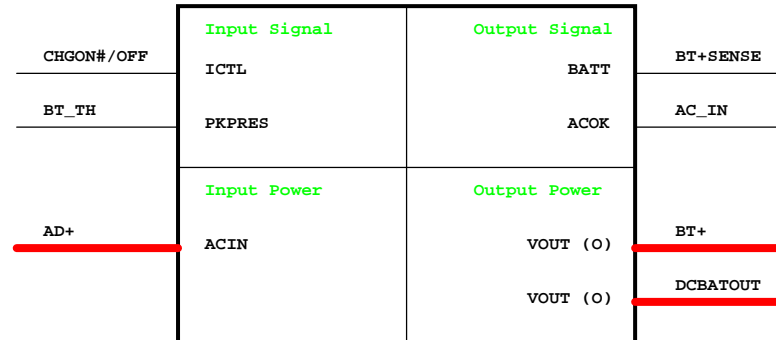 Input Signal Output Signal
CHGON#/OFF ICTL BATT BT+SENSE
BT_TH PKPRES ACOK AC_IN
Input Power Output Power
AD+ ACIN VOUT (O) BT+
VOUT (O) DCBATOUT